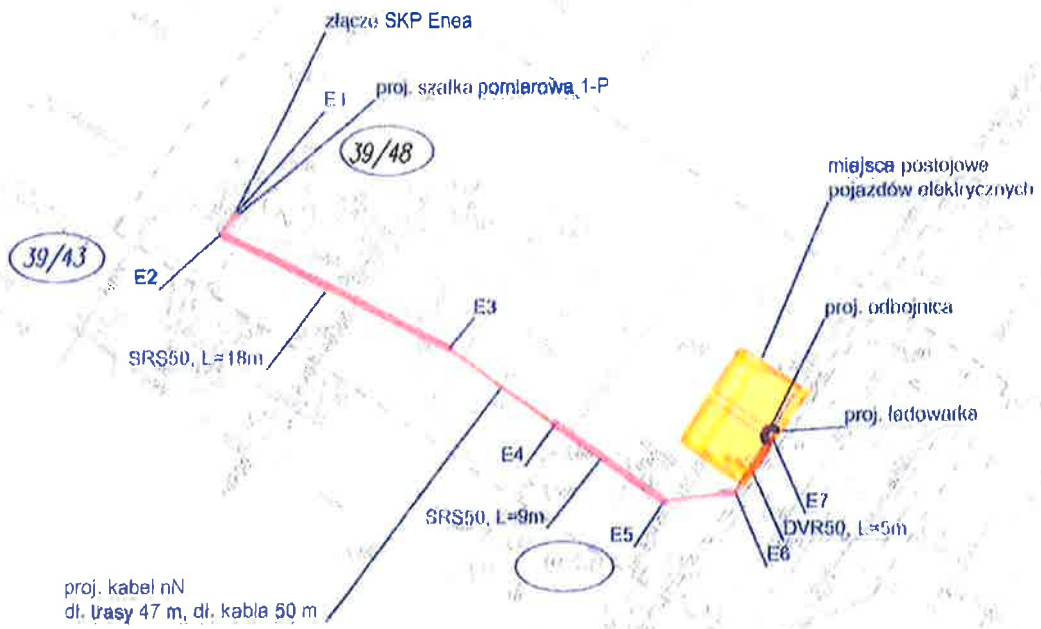 złącze SKP Enea
proj. szafka pomiarowa 1-P
E1
39/48
miejsce postojowe
pojazdów elektrycznych
39/43
E2
E3
proj. odbojnica
SRS50, L=18m
proj. ładowarka
E4
SRS50, L=9m
E5
E7
DVR50, L=5m
E6
proj. kabel nN
dł. trasy 47 m, dł. kabla 50 m